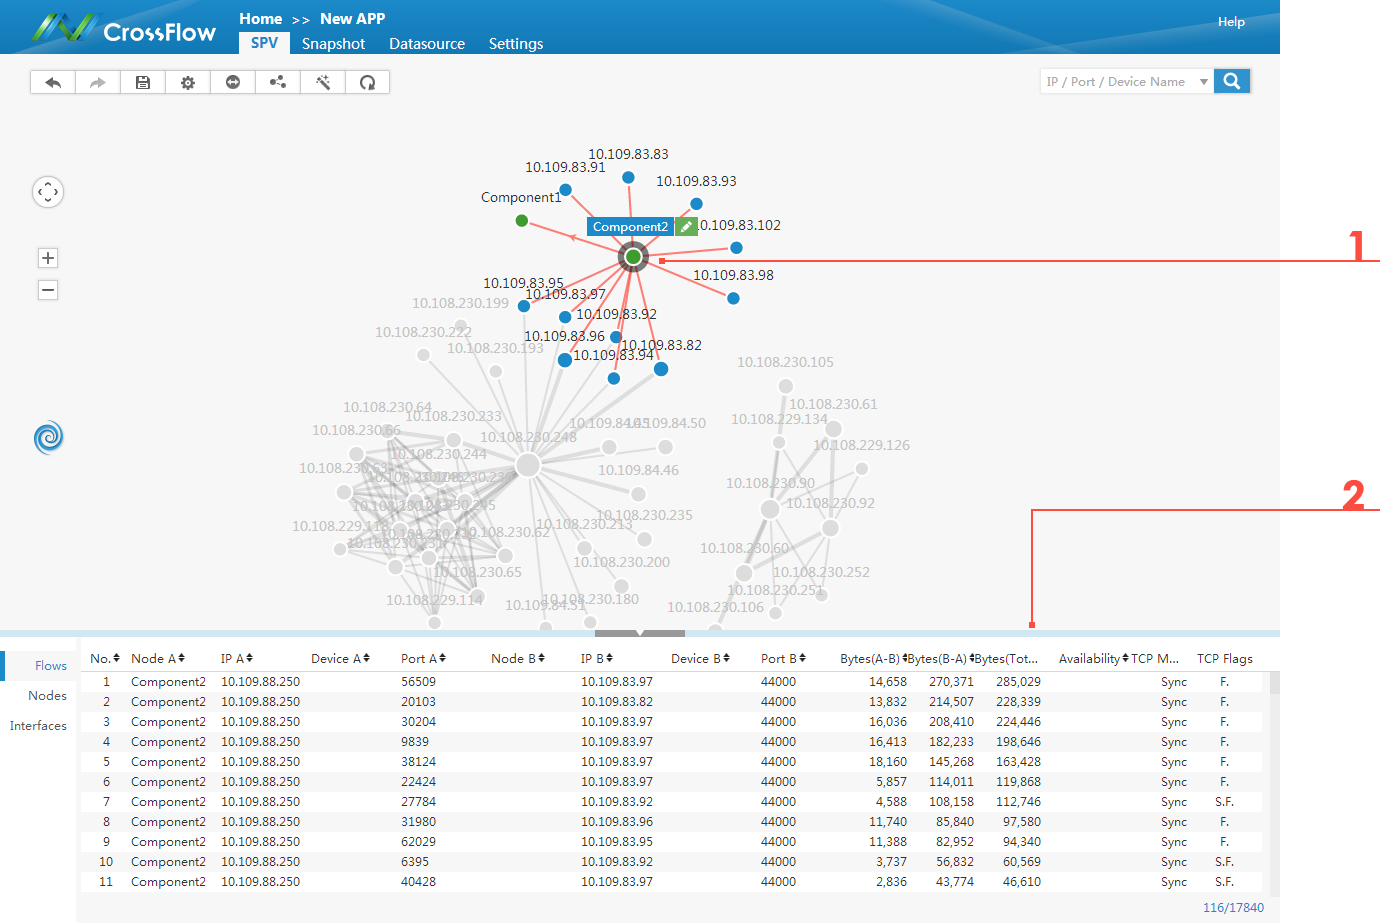 CrossFlow
Home >> New APP
Help
SPV Snapshot Datasource Settings
IP / Port / Device Name
10.109.83.83
10.109.83.91
10.109.83.93
Component1
Component2
10.109.83.102
1
10.109.83.98
10.109.83.95
10.109.83.97
10.108.230.199
10.109.83.92
10.108.230.222
10.109.83.96
10.109.83.82
10.108.230.193
10.109.83.94
10.108.230.105
10.108.230.64
10.108.230.61
10.108.230.233
10.108.229.134
10.109.84.50
10.108.230.66
10.108.230.248
10.108.229.126
10.108.230.244
10.109.84.46
10.108.230.90
2
10.108.230.92
10.108.230.235
10.108.229.113
10.108.230.213
10.108.230.62
10.108.230.60
10.108.230.200
10.108.230.65
10.108.230.252
10.108.230.251
10.108.229.114
10.109.84.51
10.108.230.180
10.108.230.106
Flows
Nodes
Interfaces
No. Node A IP A Device A Port A Node B IP B Device B Port B Bytes(A-B) Bytes(B-A) Bytes(Tot... Availability TCP M... TCP Flags
1 Component2 10.109.88.250 56509 10.109.83.97 44000 14,658 270,371 285,029 Sync F.
2 Component2 10.109.88.250 20103 10.109.83.82 44000 13,832 214,507 228,339 Sync F.
3 Component2 10.109.88.250 30204 10.109.83.97 44000 16,036 208,410 224,446 Sync F.
4 Component2 10.109.88.250 9839 10.109.83.97 44000 16,413 182,233 198,646 Sync F.
5 Component2 10.109.88.250 38124 10.109.83.97 44000 18,160 145,268 163,428 Sync F.
6 Component2 10.109.88.250 22424 10.109.83.97 44000 5,857 114,011 119,868 Sync F.
7 Component2 10.109.88.250 27784 10.109.83.92 44000 4,588 108,158 112,746 Sync S.F.
8 Component2 10.109.88.250 31980 10.109.83.96 44000 11,740 85,840 97,580 Sync F.
9 Component2 10.109.88.250 62029 10.109.83.95 44000 11,388 82,952 94,340 Sync F.
10 Component2 10.109.88.250 6395 10.109.83.92 44000 3,737 56,832 60,569 Sync S.F.
11 Component2 10.109.88.250 40428 10.109.83.97 44000 2,836 43,774 46,610 Sync S.F.
116/17840